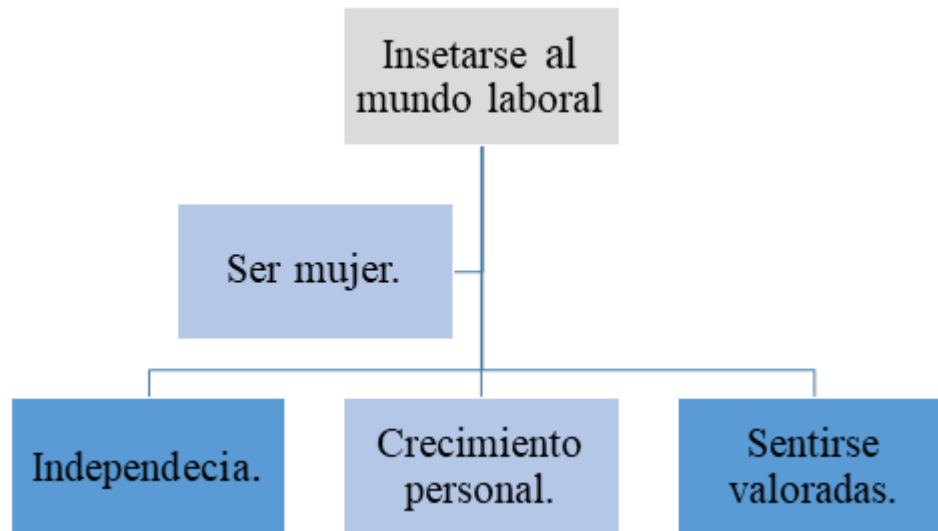 Insetarse al
mundo laboral
Ser mujer.
Independecia.
Crecimiento
personal.
Sentirse
valoradas.